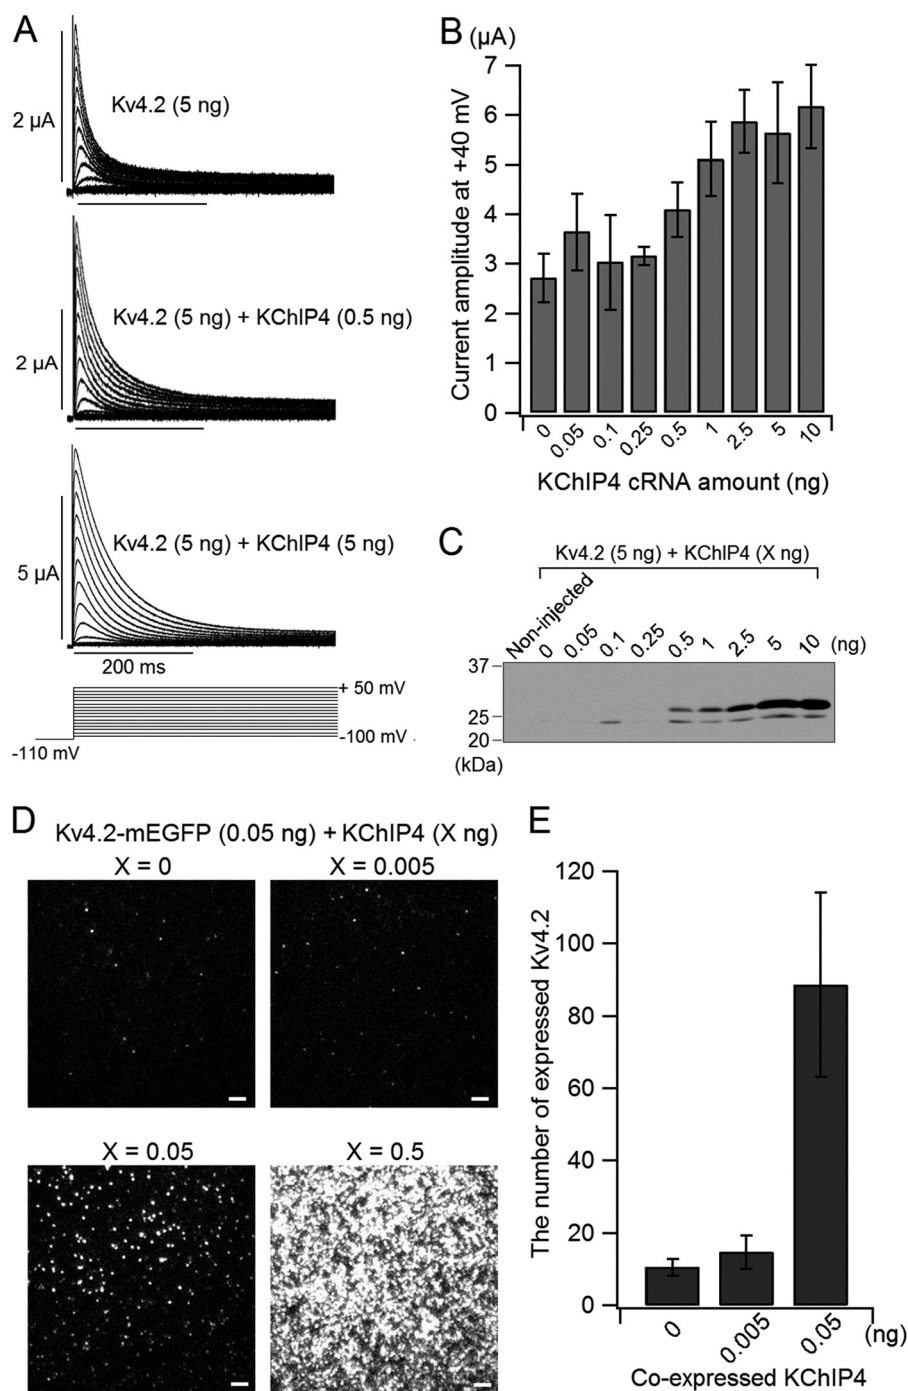 A
Kv4.2 (5 ng)
2 µA
Kv4.2 (5 ng) + KChIP4 (0.5 ng)
2 µA
Kv4.2 (5 ng) + KChIP4 (5 ng)
5 µA
200 ms
+ 50 mV
-100 mV
-110 mV
B (µA)
Current amplitude at +40 mV
7
6
5
4
3
2
1
0
0 0.05 0.1 0.25 0.5 1 2.5 5 10
KChIP4 cRNA amount (ng)
C
Kv4.2 (5 ng) + KChIP4 (X ng)
Non-injected 0 0.05 0.1 0.25 0.5 1 2.5 5 10 (ng)
37
25
20
(kDa)
D
Kv4.2-mEGFP (0.05 ng) + KChIP4 (X ng)
X = 0 X = 0.005
X = 0.05 X = 0.5
E
The number of expressed Kv4.2
120
100
80
60
40
20
0
0 0.005 0.05 (ng)
Co-expressed KChIP4